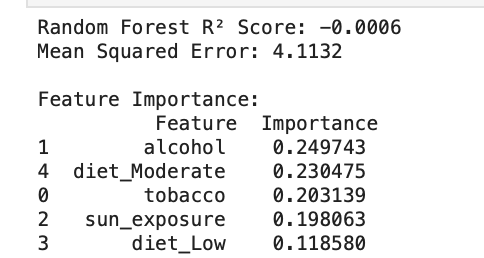 Random Forest R² Score: -0.0006
Mean Squared Error: 4.1132
Feature Importance:
Feature Importance
1 alcohol 0.249743
4 diet_Moderate 0.230475
0 tobacco 0.203139
2 sun_exposure 0.198063
3 diet_Low 0.118580